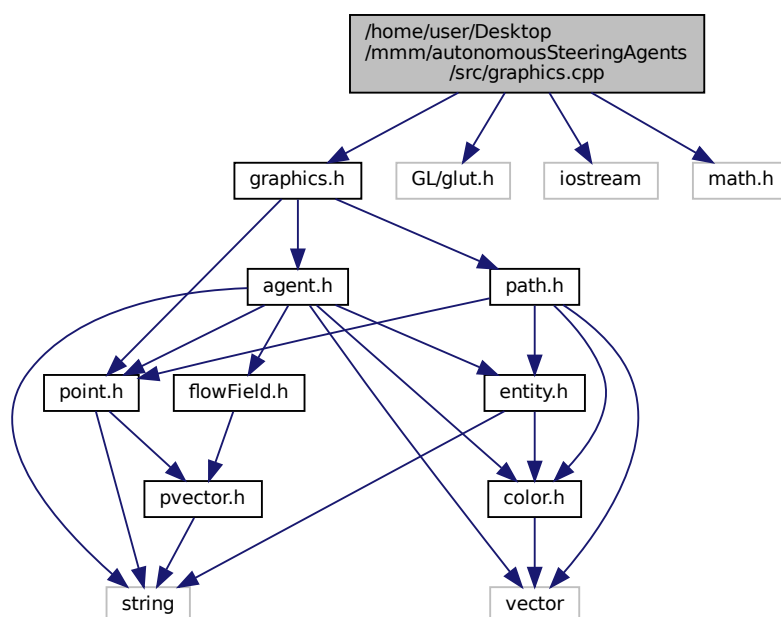 /home/user/Desktop
/mmm/autonomousSteeringAgents
/src/graphics.cpp
graphics.h
GL/glut.h
iostream
math.h
agent.h
path.h
point.h
flowField.h
entity.h
pvector.h
color.h
string
vector